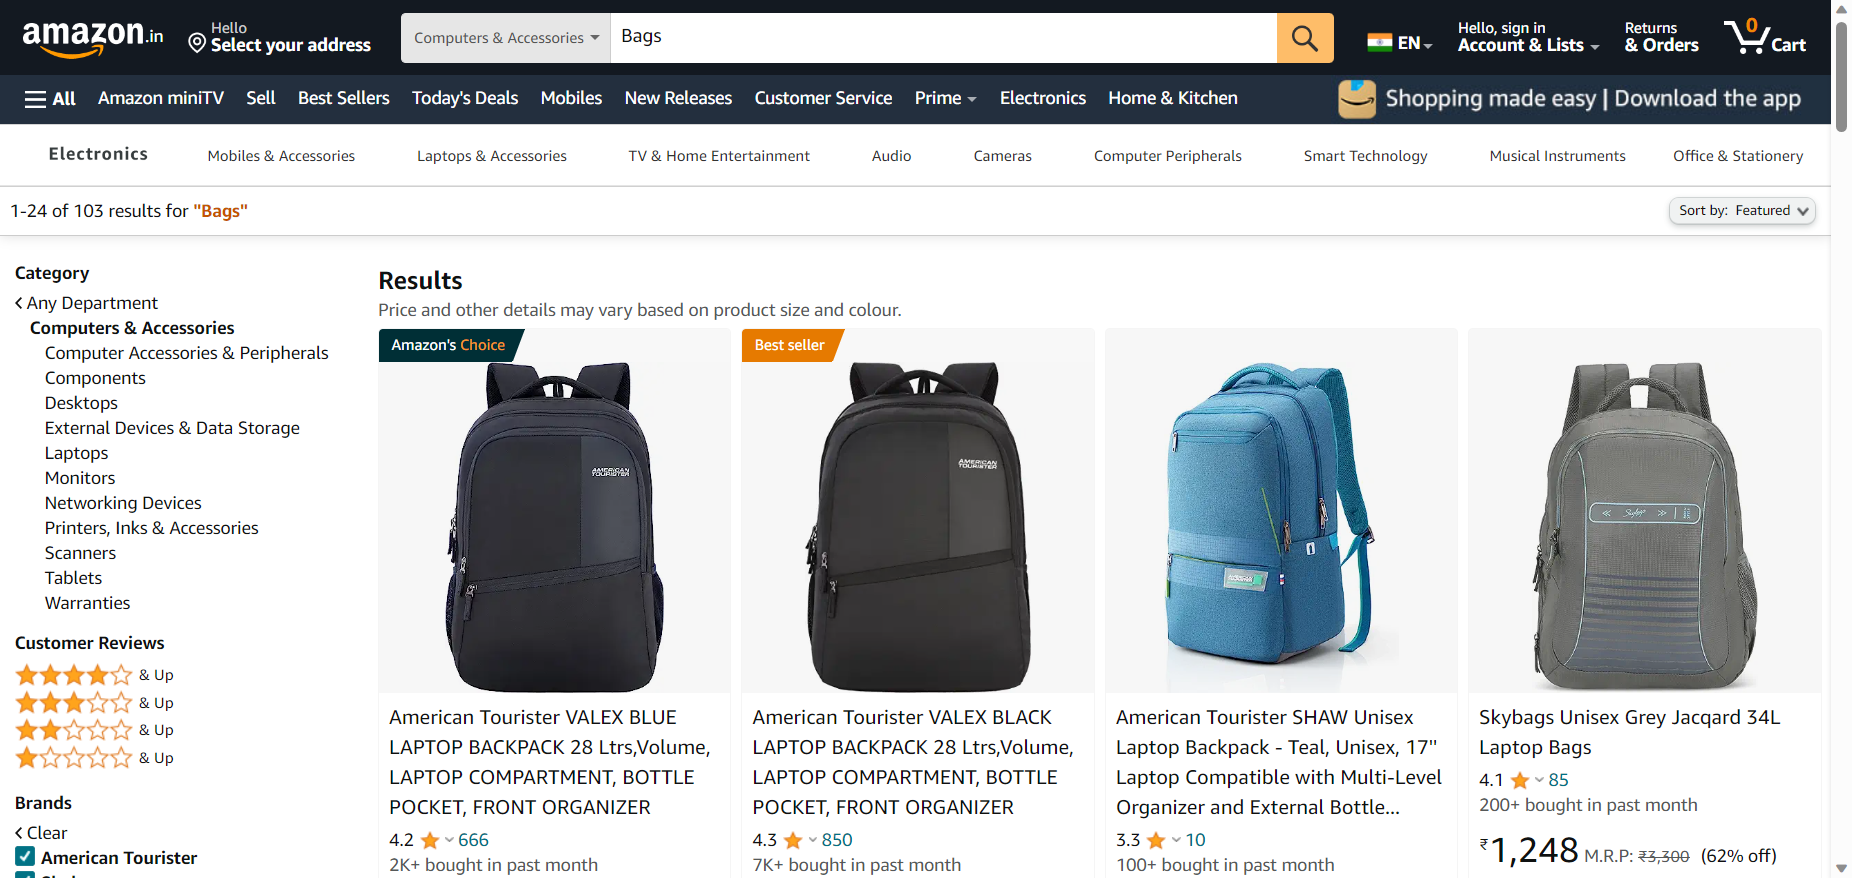 amazon.in
Hello
Select your address
Computers & Accessories
Bags
EN
Hello, sign in
Account & Lists
Returns
& Orders
0
Cart
All
Amazon miniTV
Sell
Best Sellers
Today's Deals
Mobiles
New Releases
Customer Service
Prime
Electronics
Home & Kitchen
Shopping made easy | Download the app
Electronics
Mobiles & Accessories
Laptops & Accessories
TV & Home Entertainment
Audio
Cameras
Computer Peripherals
Smart Technology
Musical Instruments
Office & Stationery
1-24 of 103 results for "Bags"
Sort by: Featured
Category
Any Department
Computers & Accessories
Computer Accessories & Peripherals
Components
Desktops
External Devices & Data Storage
Laptops
Monitors
Networking Devices
Printers, Inks & Accessories
Scanners
Tablets
Warranties
Customer Reviews
& Up
& Up
& Up
& Up
Brands
Clear
American Tourister
Results
Price and other details may vary based on product size and colour.
Amazon's Choice
AMERICAN
TOURISTER
American Tourister VALEX BLUE
LAPTOP BACKPACK 28 Ltrs,Volume,
LAPTOP COMPARTMENT, BOTTLE
POCKET, FRONT ORGANIZER
4.2 666
2K+ bought in past month
Best seller
AMERICAN
TOURISTER
American Tourister VALEX BLACK
LAPTOP BACKPACK 28 Ltrs,Volume,
LAPTOP COMPARTMENT, BOTTLE
POCKET, FRONT ORGANIZER
4.3 850
7K+ bought in past month
American Tourister SHAW Unisex
Laptop Backpack - Teal, Unisex, 17"
Laptop Compatible with Multi-Level
Organizer and External Bottle...
3.3 10
100+ bought in past month
Skybags
Skybags Unisex Grey Jacqard 34L
Laptop Bags
4.1 85
200+ bought in past month
₹1,248 M.R.P: ₹3,300 (62% off)